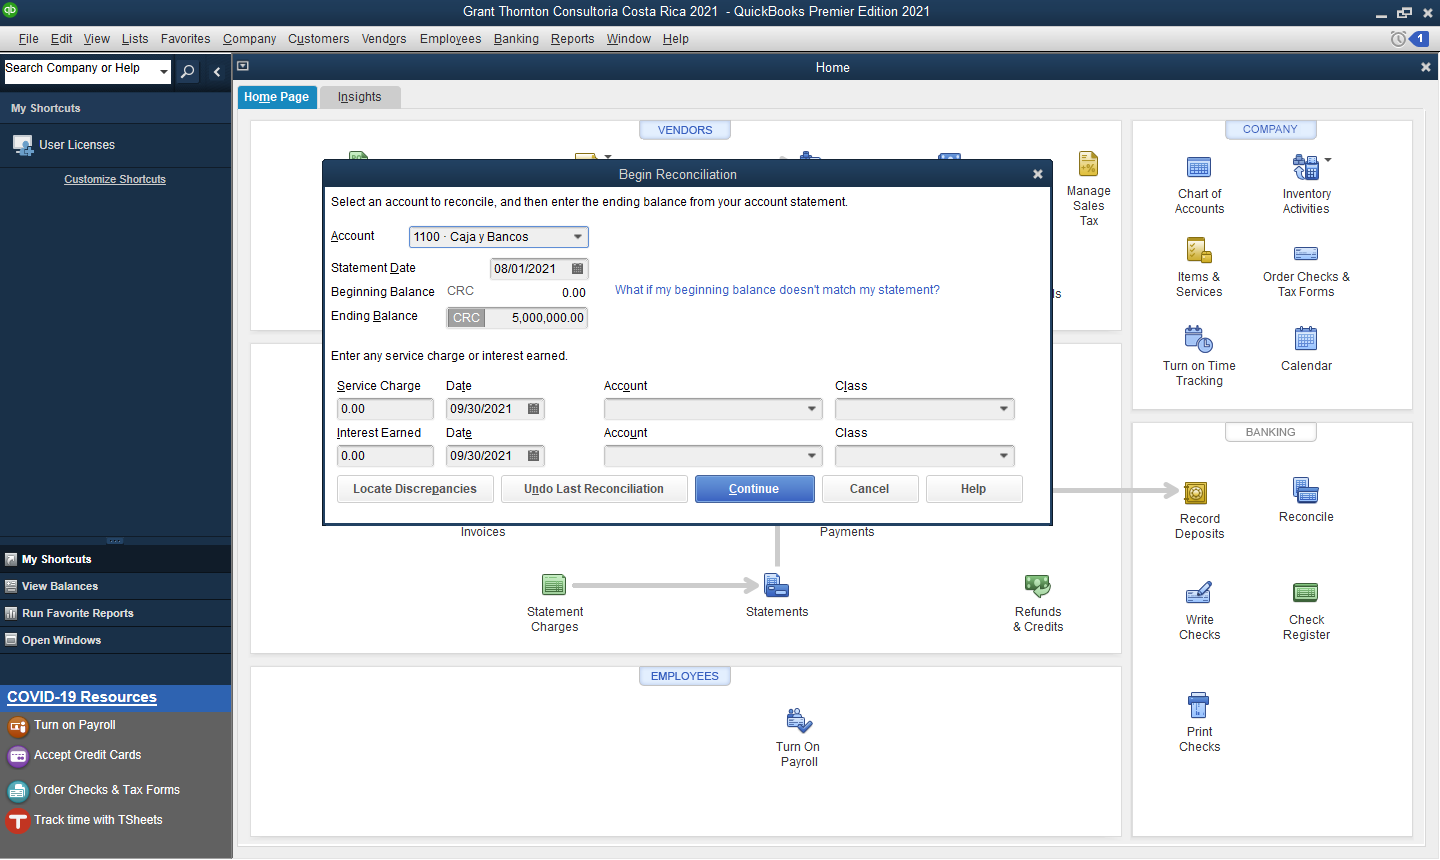 Grant Thornton Consultoria Costa Rica 2021 - QuickBooks Premier Edition 2021
File Edit View Lists Favorites Company Customers Vendors Employees Banking Reports Window Help
1
Search Company or Help
Home
My Shortcuts
User Licenses
Customize Shortcuts
My Shortcuts
View Balances
Run Favorite Reports
Open Windows
COVID-19 Resources
Turn on Payroll
Accept Credit Cards
Order Checks & Tax Forms
Track time with TSheets
Home Page
Insights
VENDORS
Manage
Sales
Tax
Begin Reconciliation
Select an account to reconcile, and then enter the ending balance from your account statement.
Account 1100 · Caja y Bancos
Statement Date 08/01/2021
Beginning Balance CRC 0.00 What if my beginning balance doesn't match my statement?
Ending Balance CRC 5,000,000.00
Enter any service charge or interest earned.
Service Charge Date Account Class
0.00 09/30/2021
Interest Earned Date Account Class
0.00 09/30/2021
Locate Discrepancies Undo Last Reconciliation Continue Cancel Help
Invoices
Payments
Statement
Charges
Statements
Refunds
& Credits
EMPLOYEES
Turn On
Payroll
COMPANY
Chart of
Accounts
Inventory
Activities
Items &
Services
Order Checks &
Tax Forms
Turn on Time
Tracking
Calendar
BANKING
Record
Deposits
Reconcile
Write
Checks
Check
Register
Print
Checks